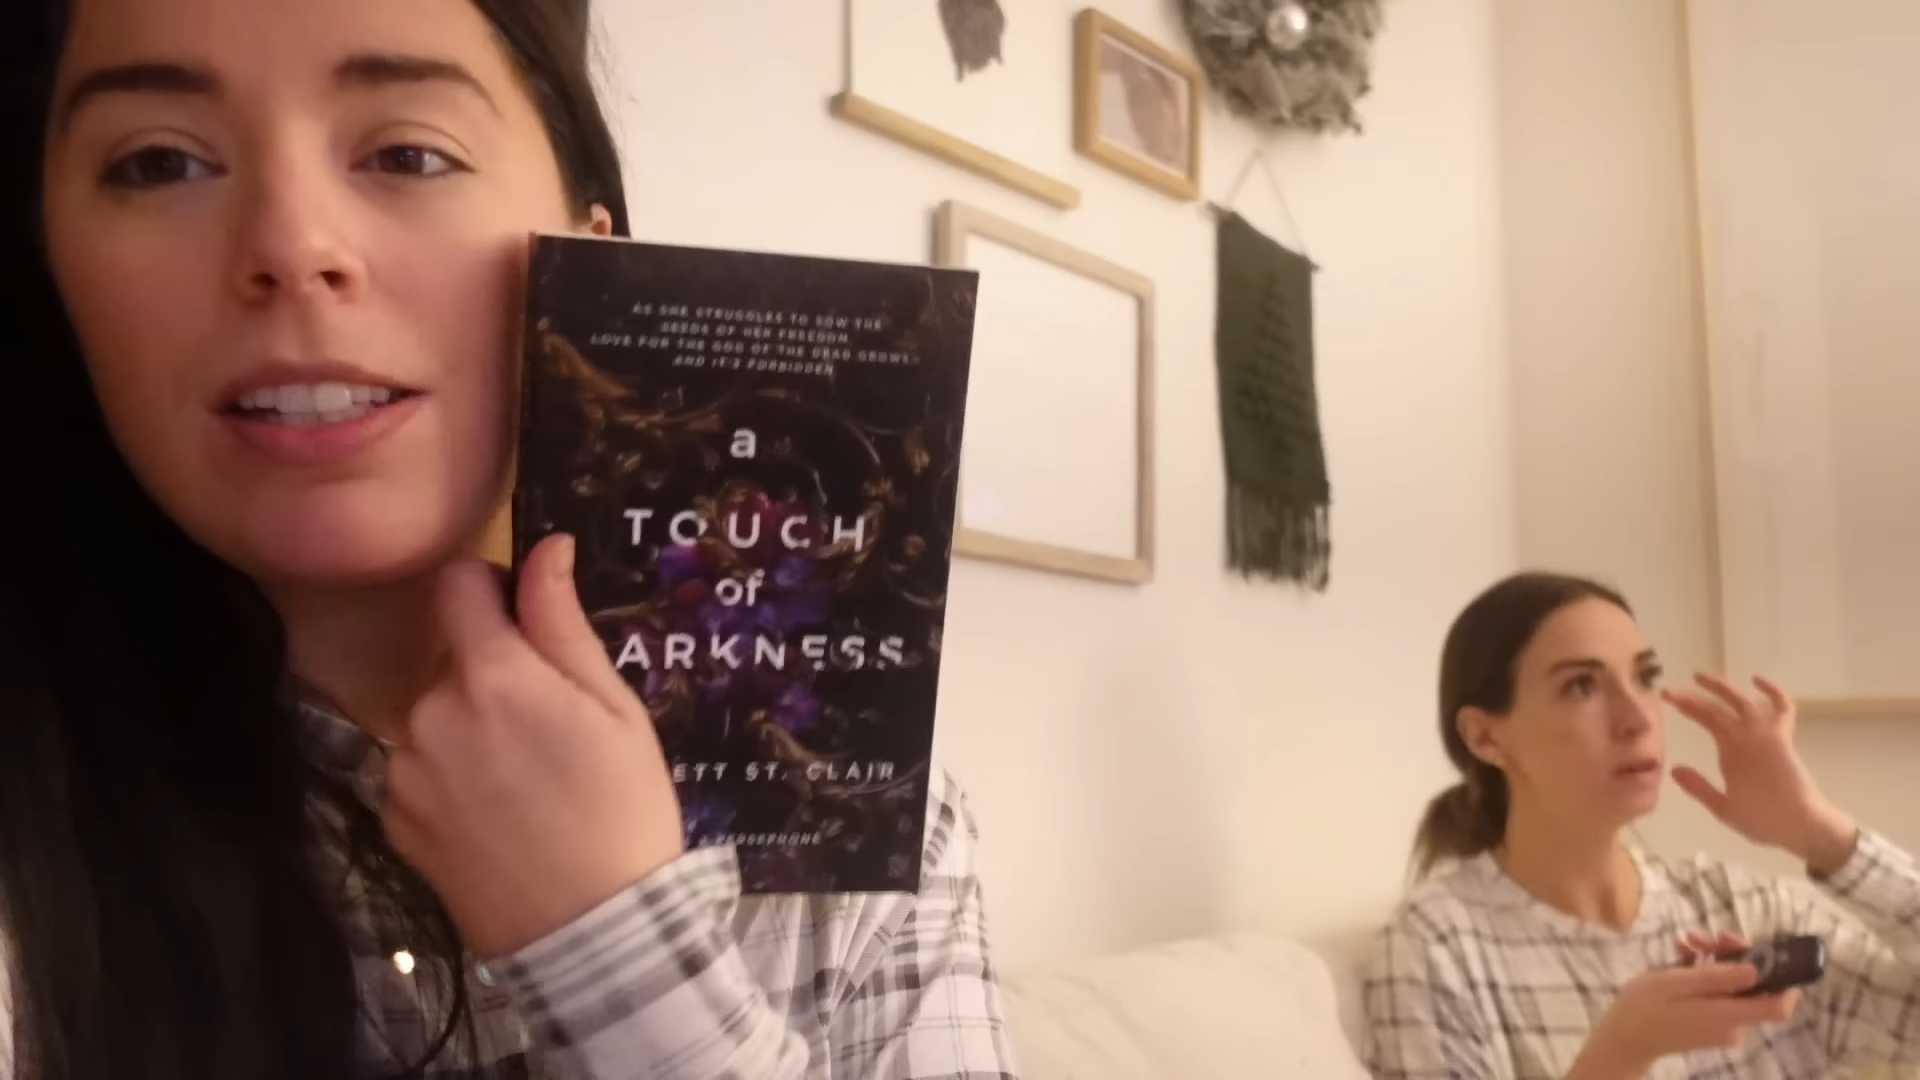 AS SHE STRUGGLES TO SOW THE
SEEDS OF HER FREEDOM,
LOVE FOR THE GOD OF THE DEAD GROWS—
AND IT'S FORBIDDEN
a
TOUCH
of
ARKNESS
ETT ST. CLAIR
X PERSEPHONE